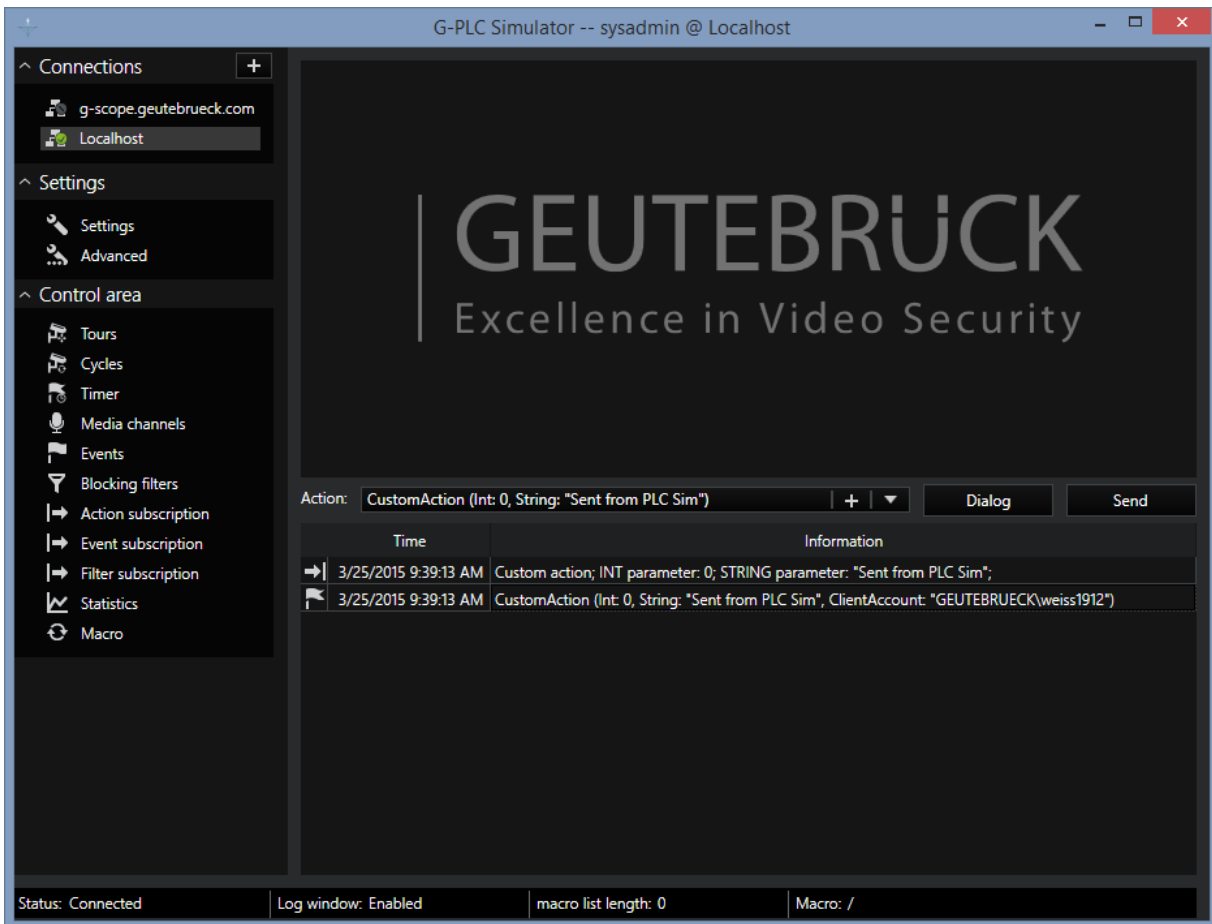 G-PLC Simulator -- sysadmin @ Localhost
Connections
g-scope.geutebrueck.com
Localhost
Settings
Settings
Advanced
Control area
Tours
Cycles
Timer
Media channels
Events
Blocking filters
Action subscription
Event subscription
Filter subscription
Statistics
Macro
GEUTEBRÜCK
Excellence in Video Security
Action: CustomAction (Int: 0, String: "Sent from PLC Sim") Dialog Send
Time Information
3/25/2015 9:39:13 AM Custom action; INT parameter: 0; STRING parameter: "Sent from PLC Sim";
3/25/2015 9:39:13 AM CustomAction (Int: 0, String: "Sent from PLC Sim", ClientAccount: "GEUTEBRUECK\weiss1912")
Status: Connected Log window: Enabled macro list length: 0 Macro: /